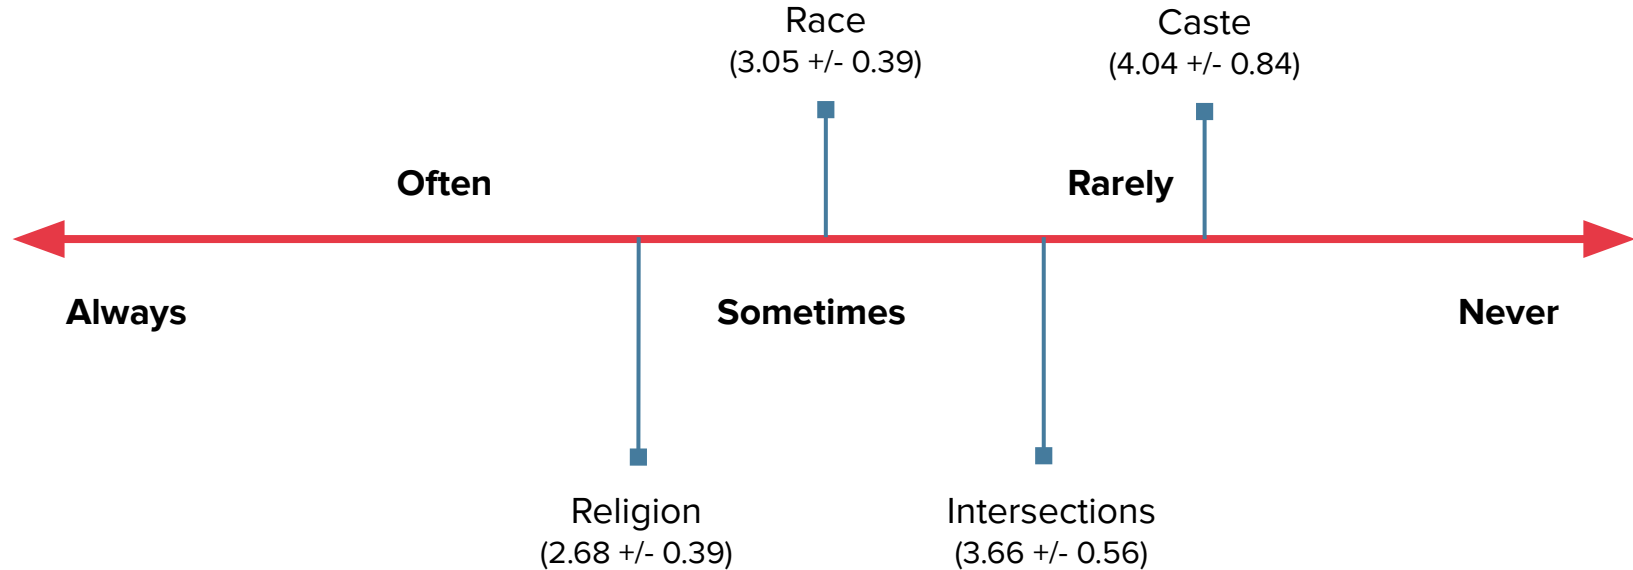 Race
(3.05 +/- 0.39)
Caste
(4.04 +/- 0.84)
Often
Rarely
Always
Sometimes
Never
Religion
(2.68 +/- 0.39)
Intersections
(3.66 +/- 0.56)